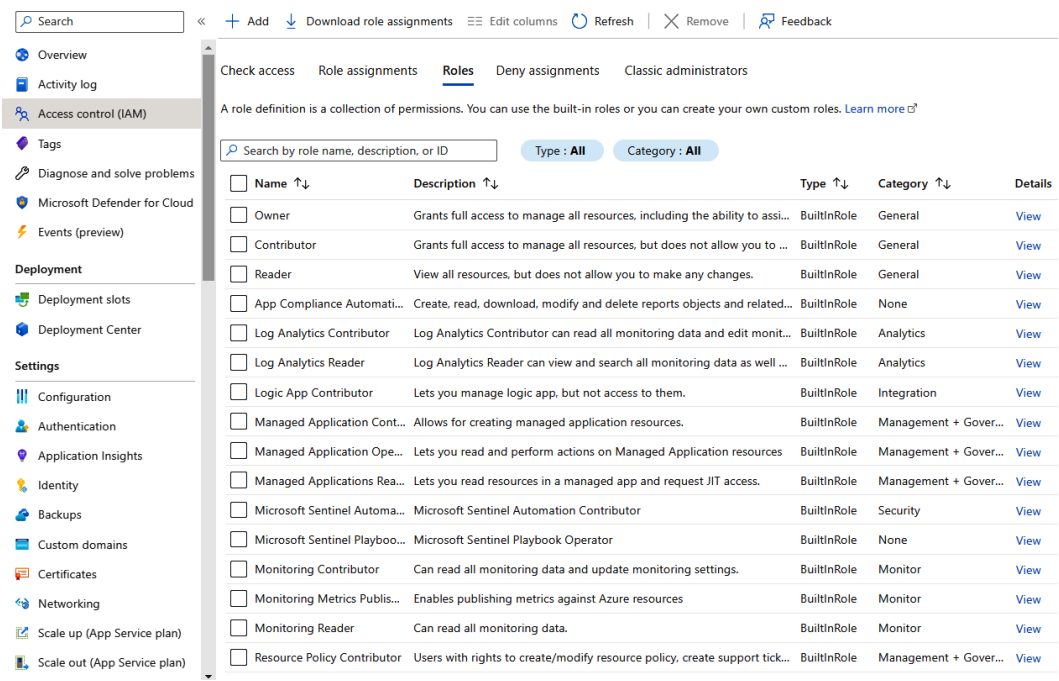 Search
Add Download role assignments Edit columns Refresh Remove Feedback
Overview
Activity log
Access control (IAM)
Tags
Diagnose and solve problems
Microsoft Defender for Cloud
Events (preview)
Deployment
Deployment slots
Deployment Center
Settings
Configuration
Authentication
Application Insights
Identity
Backups
Custom domains
Certificates
Networking
Scale up (App Service plan)
Scale out (App Service plan)
Check access Role assignments Roles Deny assignments Classic administrators
A role definition is a collection of permissions. You can use the built-in roles or you can create your own custom roles. Learn more
Search by role name, description, or ID Type : All Category : All
Name Description Type Category Details
Owner Grants full access to manage all resources, including the ability to assi... BuiltInRole General View
Contributor Grants full access to manage all resources, but does not allow you to ... BuiltInRole General View
Reader View all resources, but does not allow you to make any changes. BuiltInRole General View
App Compliance Automati... Create, read, download, modify and delete reports objects and related... BuiltInRole None View
Log Analytics Contributor Log Analytics Contributor can read all monitoring data and edit monit... BuiltInRole Analytics View
Log Analytics Reader Log Analytics Reader can view and search all monitoring data as well ... BuiltInRole Analytics View
Logic App Contributor Lets you manage logic app, but not access to them. BuiltInRole Integration View
Managed Application Cont... Allows for creating managed application resources. BuiltInRole Management + Gover... View
Managed Application Ope... Lets you read and perform actions on Managed Application resources BuiltInRole Management + Gover... View
Managed Applications Rea... Lets you read resources in a managed app and request JIT access. BuiltInRole Management + Gover... View
Microsoft Sentinel Automa... Microsoft Sentinel Automation Contributor BuiltInRole Security View
Microsoft Sentinel Playboo... Microsoft Sentinel Playbook Operator BuiltInRole None View
Monitoring Contributor Can read all monitoring data and update monitoring settings. BuiltInRole Monitor View
Monitoring Metrics Publis... Enables publishing metrics against Azure resources BuiltInRole Monitor View
Monitoring Reader Can read all monitoring data. BuiltInRole Monitor View
Resource Policy Contributor Users with rights to create/modify resource policy, create support tick... BuiltInRole Management + Gover... View